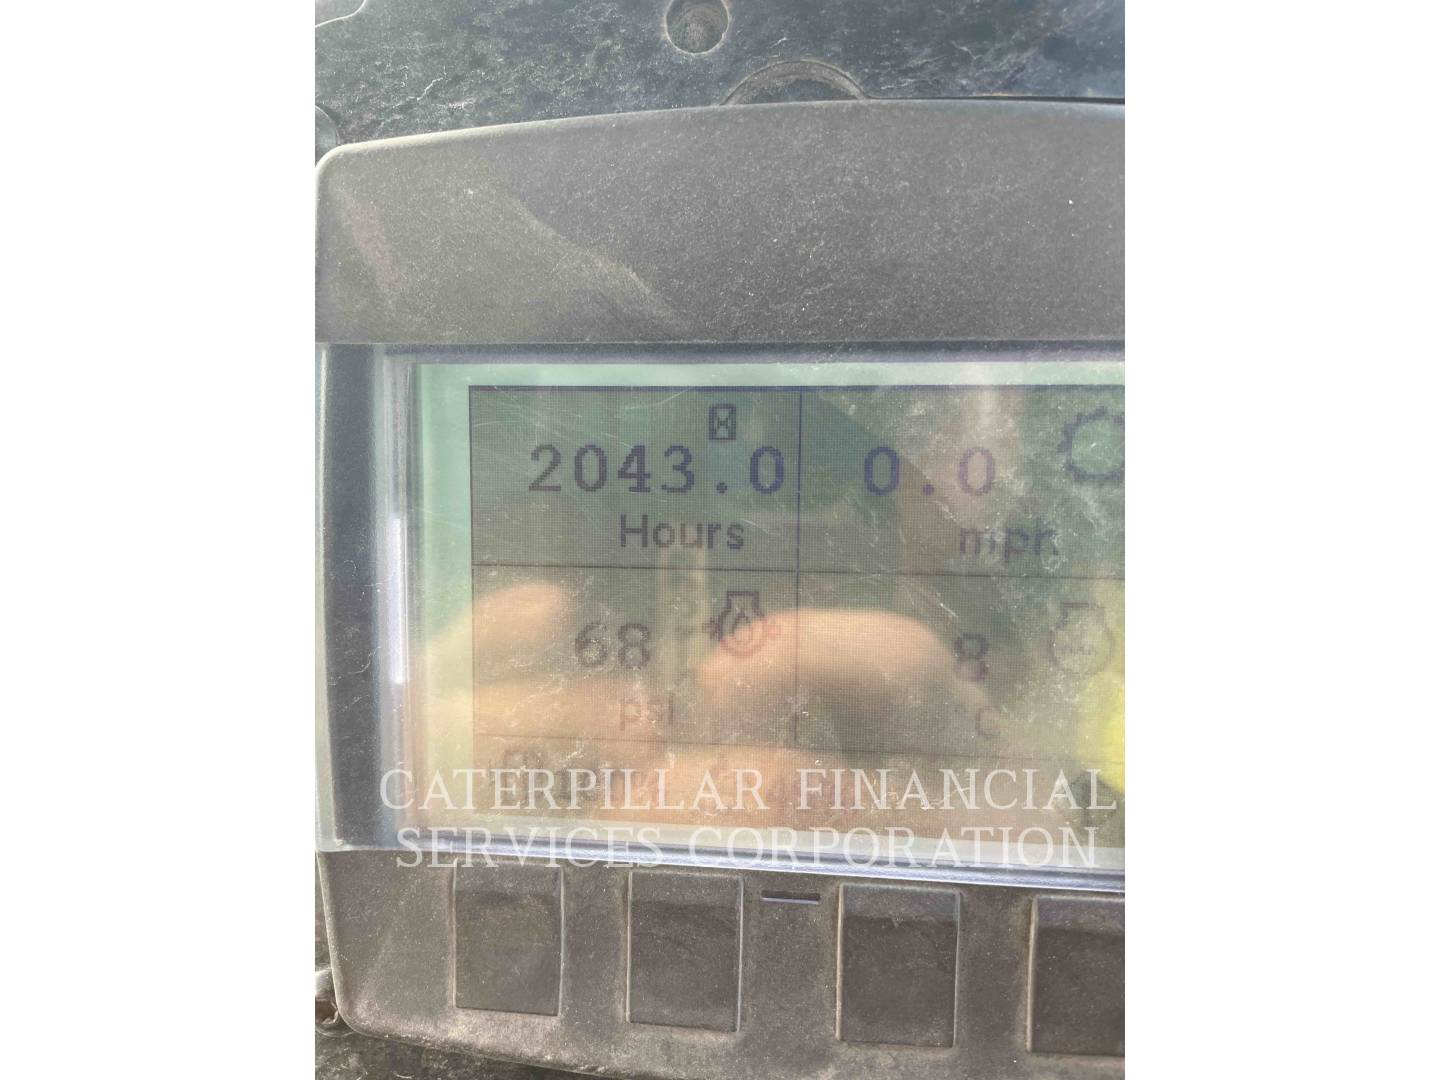 2043.0 0.0
Hours mph
68 8
psi °C
CATERPILLAR FINANCIAL
SERVICES CORPORATION